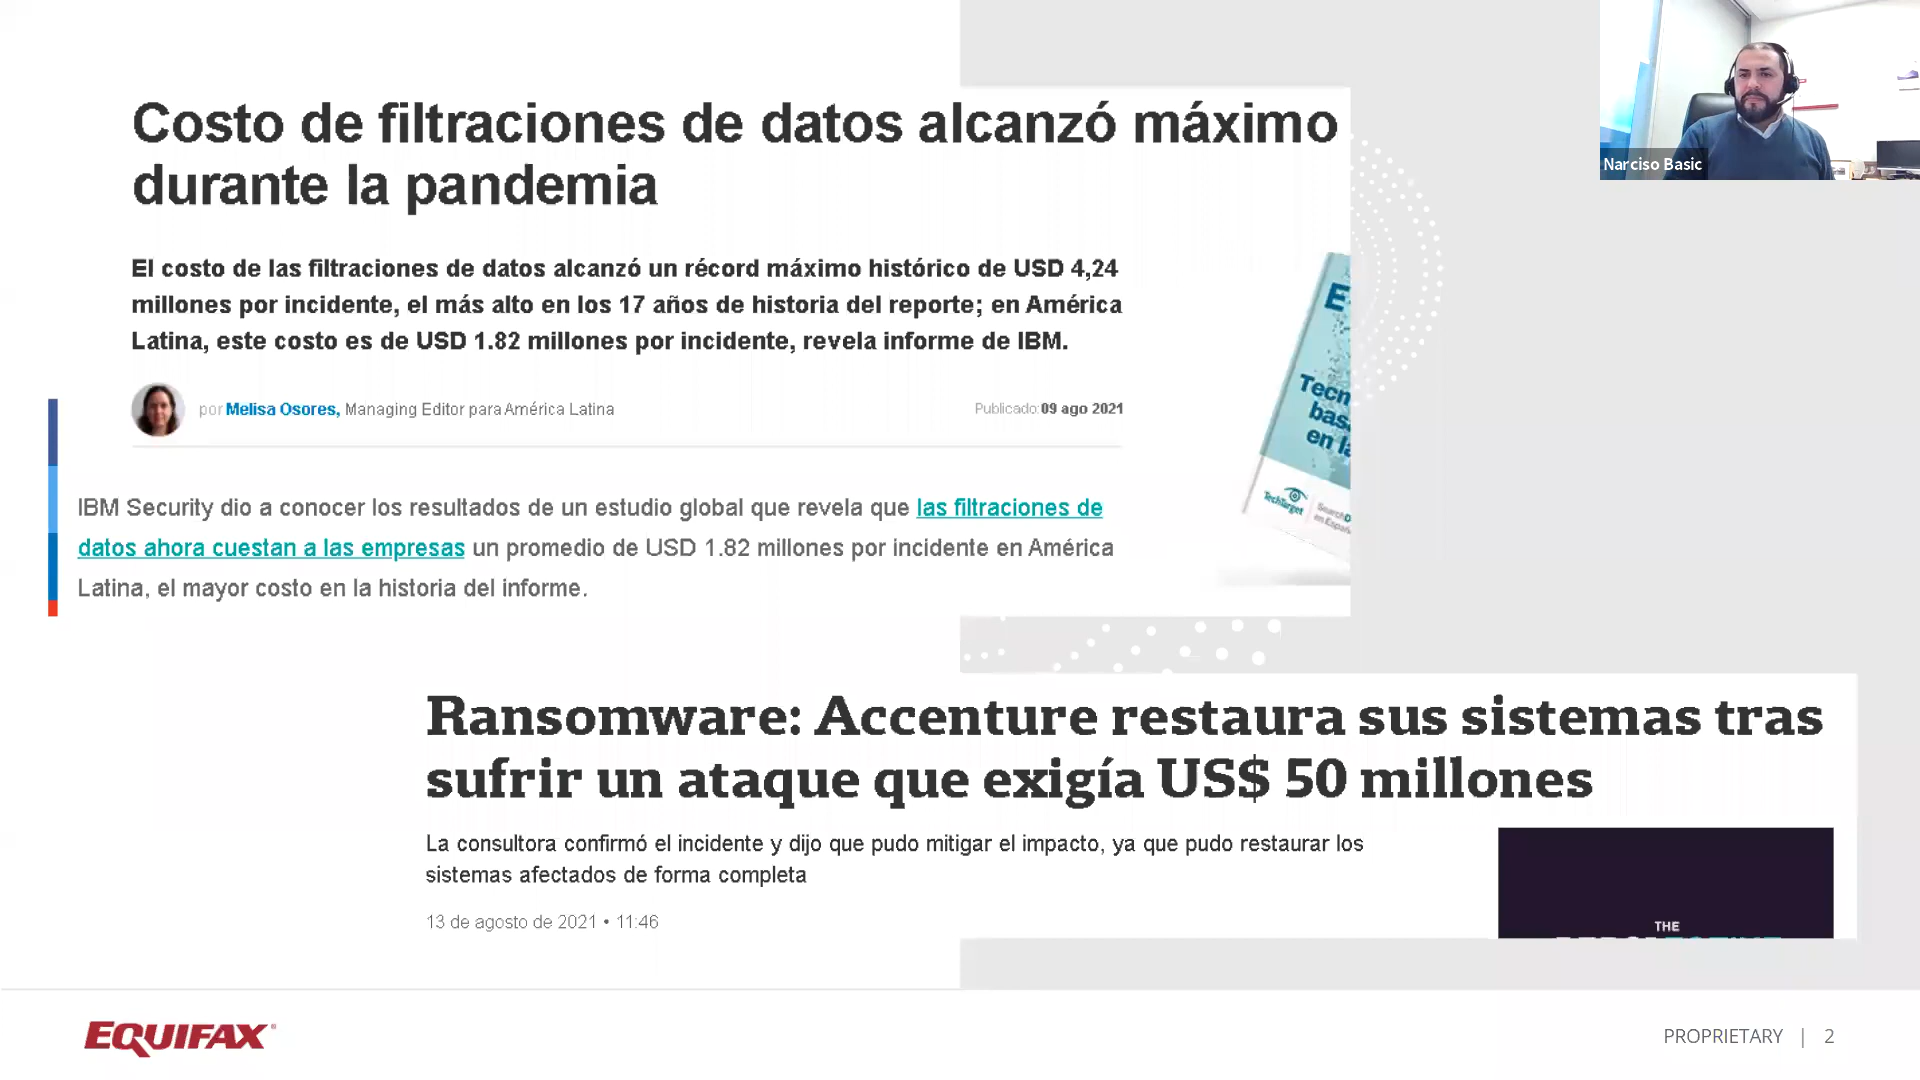 Costo de filtraciones de datos alcanzó máximo
durante la pandemia
El costo de las filtraciones de datos alcanzó un récord máximo histórico de USD 4,24
millones por incidente, el más alto en los 17 años de historia del reporte; en América
Latina, este costo es de USD 1.82 millones por incidente, revela informe de IBM.
por Melisa Osores, Managing Editor para América Latina
Publicado: 09 ago 2021
IBM Security dio a conocer los resultados de un estudio global que revela que las filtraciones de
datos ahora cuestan a las empresas un promedio de USD 1.82 millones por incidente en América
Latina, el mayor costo en la historia del informe.
E
Tecn
bas
en la
TechTarget
SearchD
en Españ
Narciso Basic
Ransomware: Accenture restaura sus sistemas tras
sufrir un ataque que exigía US$ 50 millones
La consultora confirmó el incidente y dijo que pudo mitigar el impacto, ya que pudo restaurar los
sistemas afectados de forma completa
13 de agosto de 2021 • 11:46
THE
EQUIFAX®
PROPRIETARY | 2